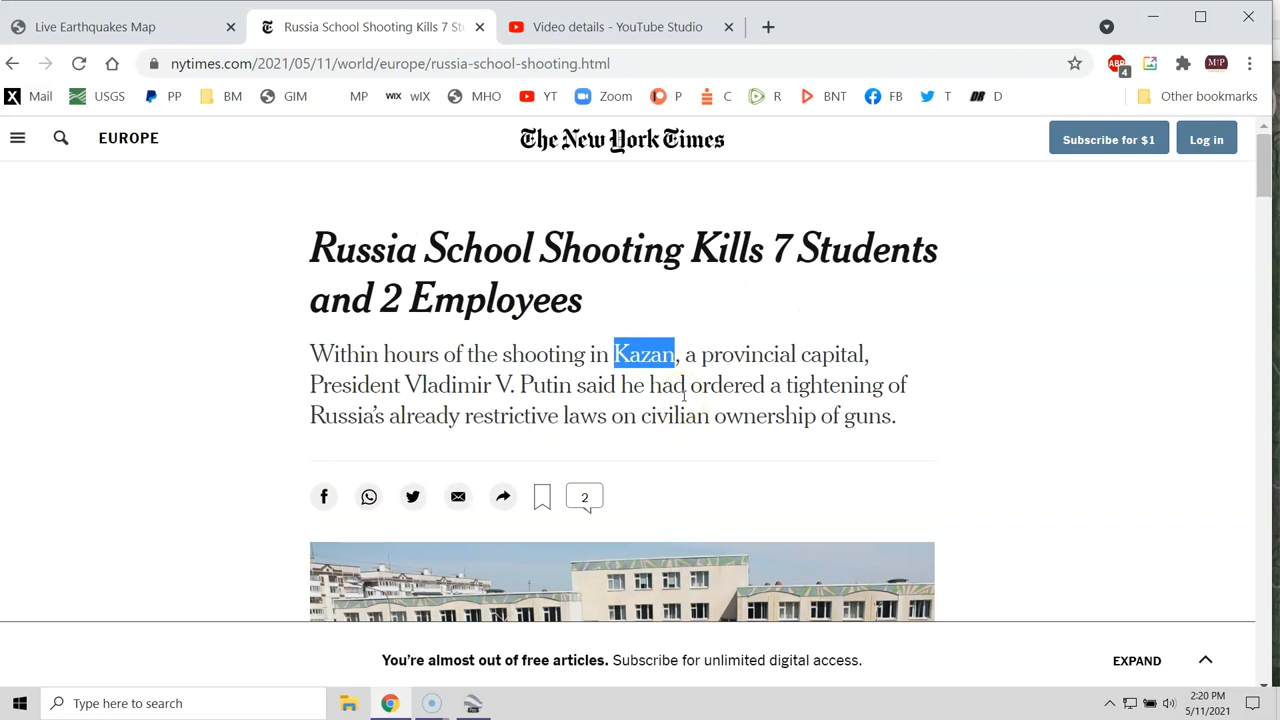 Live Earthquakes Map
Russia School Shooting Kills 7 Stu
Video details - YouTube Studio
nytimes.com/2021/05/11/world/europe/russia-school-shooting.html
ABP
4
M!P
X Mail
USGS
PP
BM
GIM
MP
WIX wIX
MHO
YT
Zoom
P
C
R
BNT
FB
T
DR D
Other bookmarks
EUROPE
The New York Times
Subscribe for $1
Log in
Russia School Shooting Kills 7 Students
and 2 Employees
Within hours of the shooting in Kazan, a provincial capital,
President Vladimir V. Putin said he had ordered a tightening of
Russia's already restrictive laws on civilian ownership of guns.
2
You're almost out of free articles. Subscribe for unlimited digital access.
EXPAND
Type here to search
2:20 PM
5/11/2021